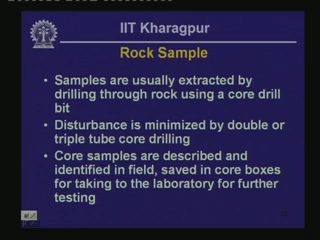 IIT Kharagpur
Rock Sample
• Samples are usually extracted by
drilling through rock using a core drill
bit
• Disturbance is minimized by double or
triple tube core drilling
• Core samples are described and
identified in field, saved in core boxes
for taking to the laboratory for further
testing